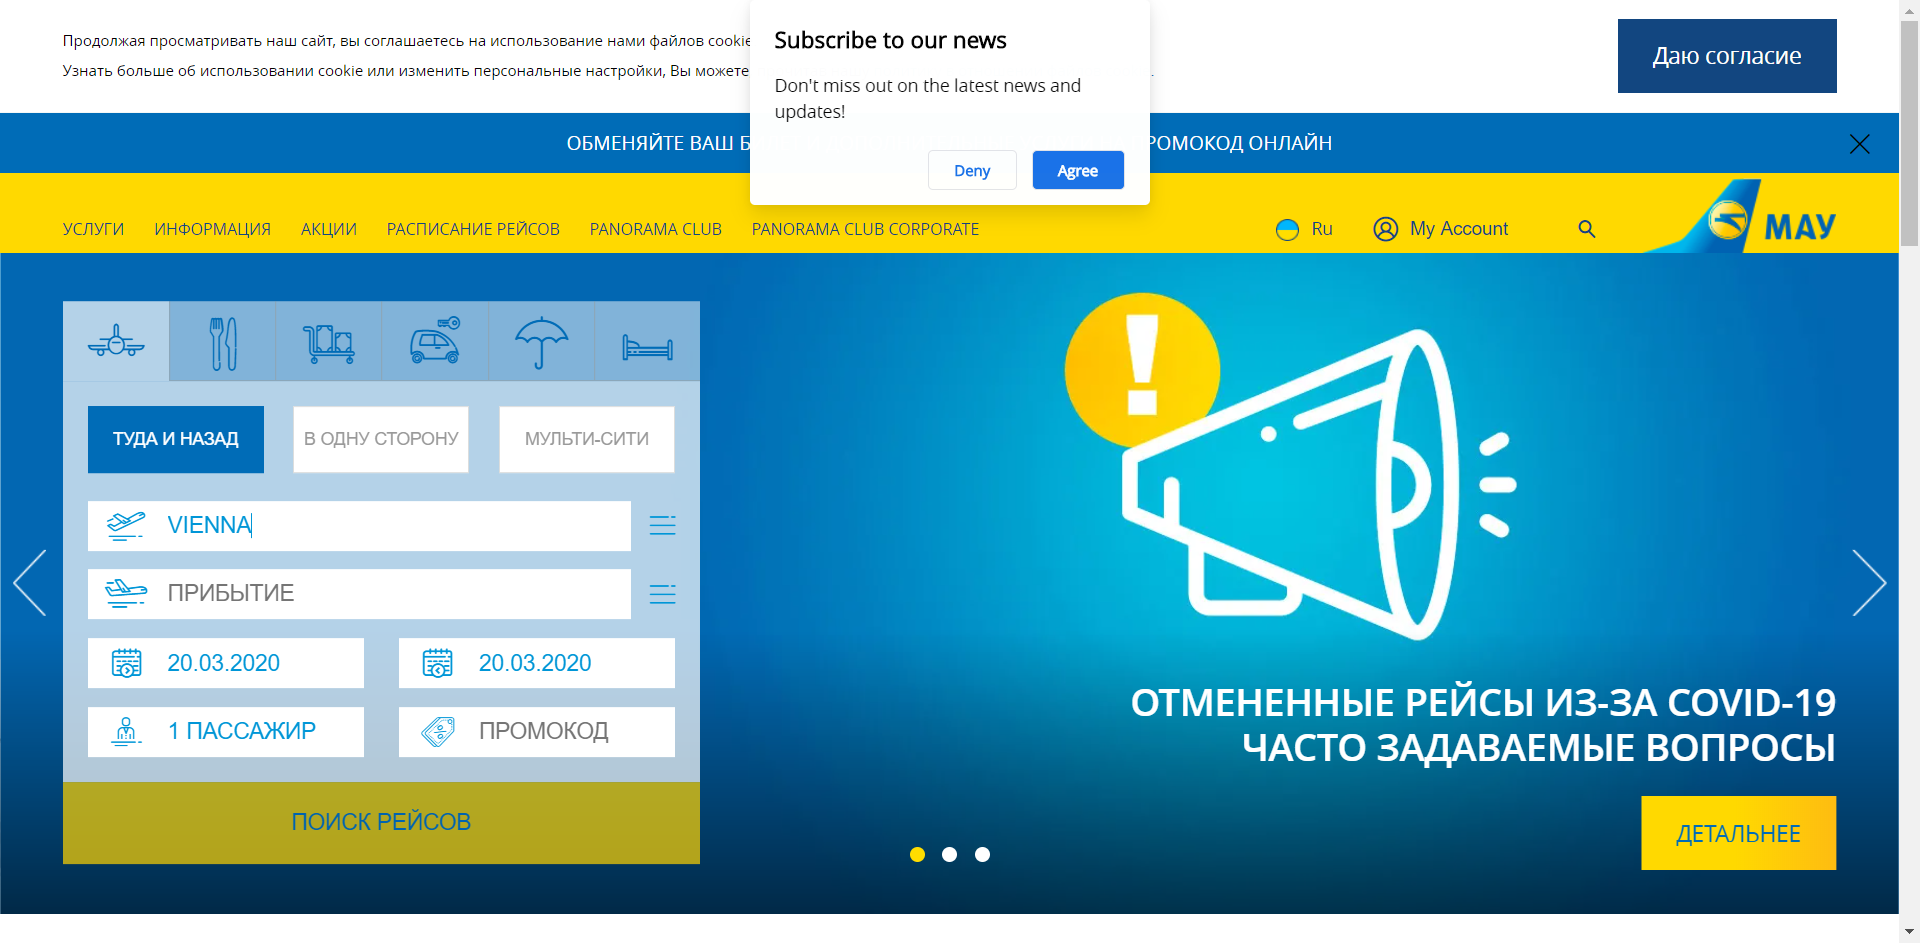 Продолжая просматривать наш сайт, вы соглашаетесь на использование нами файлов cookie
Узнать больше об использовании cookie или изменить персональные настройки, Вы можете
Даю согласие
Subscribe to our news
Don't miss out on the latest news and
updates!
Deny
Agree
ОБМЕНЯЙТЕ ВАШ ПРОМОКОД ОНЛАЙН
УСЛУГИ ИНФОРМАЦИЯ АКЦИИ РАСПИСАНИЕ РЕЙСОВ PANORAMA CLUB PANORAMA CLUB CORPORATE Ru My Account
МАУ
ТУДА И НАЗАД В ОДНУ СТОРОНУ МУЛЬТИ-СИТИ
VIENNA
ПРИБЫТИЕ
20.03.2020 20.03.2020
1 ПАССАЖИР ПРОМОКОД
ПОИСК РЕЙСОВ
ОТМЕНЕННЫЕ РЕЙСЫ ИЗ-ЗА COVID-19
ЧАСТО ЗАДАВАЕМЫЕ ВОПРОСЫ
ДЕТАЛЬНЕЕ